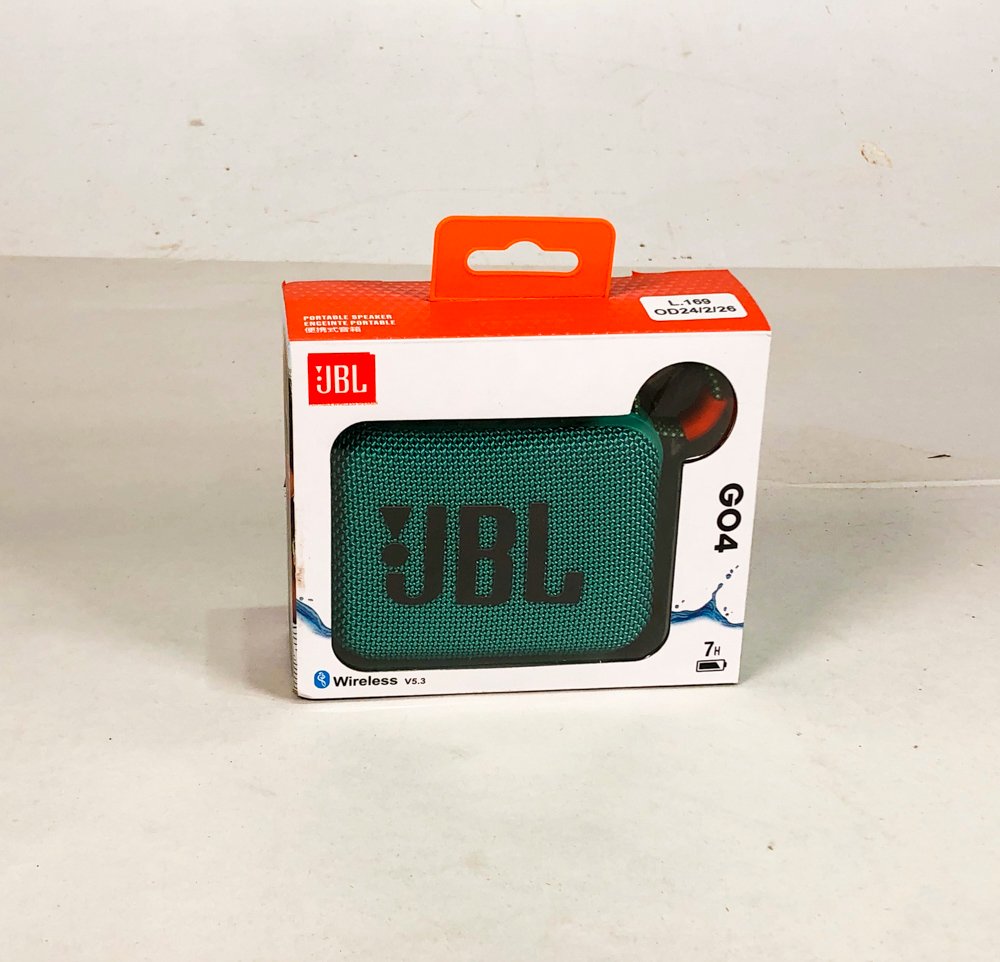 L.169
OD24/2/26
PORTABLE SPEAKER
ENCEINTE PORTABLE
便携式音箱
JBL
JBL
GO4
7H
Wireless V5.3